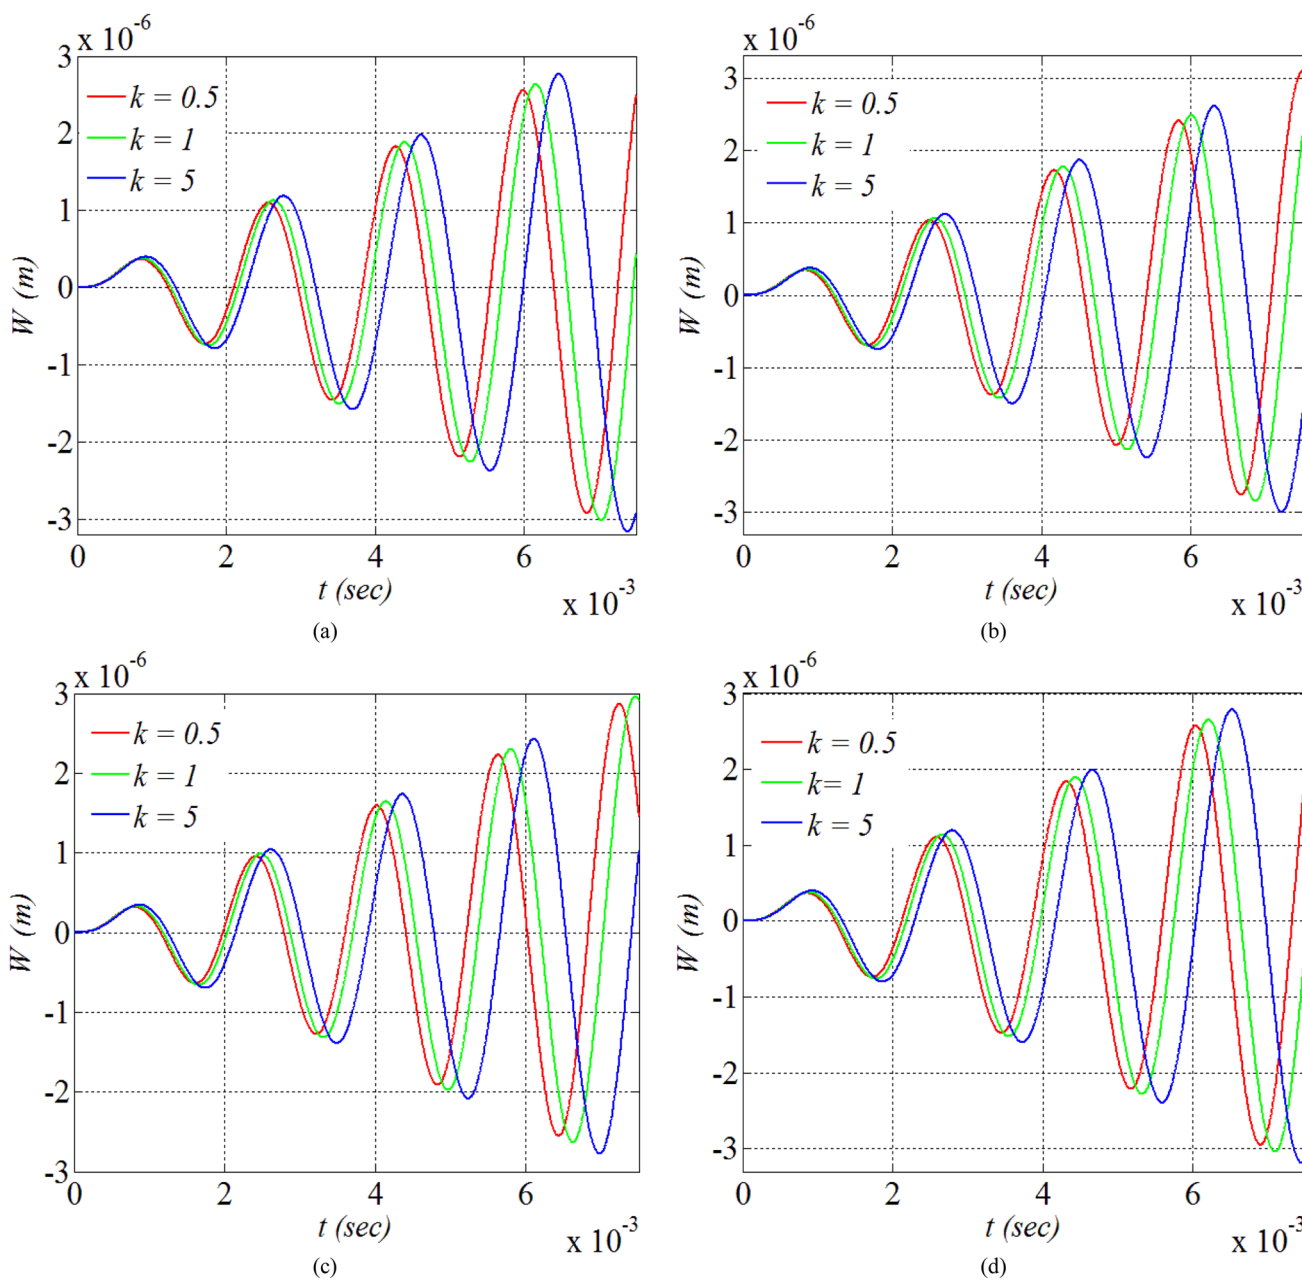 x 10-6
3
2
1
0
-1
-2
-3
W (m)
k = 0.5
k = 1
k = 5
0 2 4 6
t (sec)
x 10-3
(a)
x 10-6
3
2
1
0
-1
-2
-3
W (m)
k = 0.5
k = 1
k = 5
0 2 4 6
t (sec)
x 10-3
(b)
x 10-6
3
2
1
0
-1
-2
-3
W (m)
k = 0.5
k = 1
k = 5
0 2 4 6
t (sec)
x 10-3
(c)
x 10-6
3
2
1
0
-1
-2
-3
W (m)
k = 0.5
k= 1
k = 5
0 2 4 6
t (sec)
x 10-3
(d)